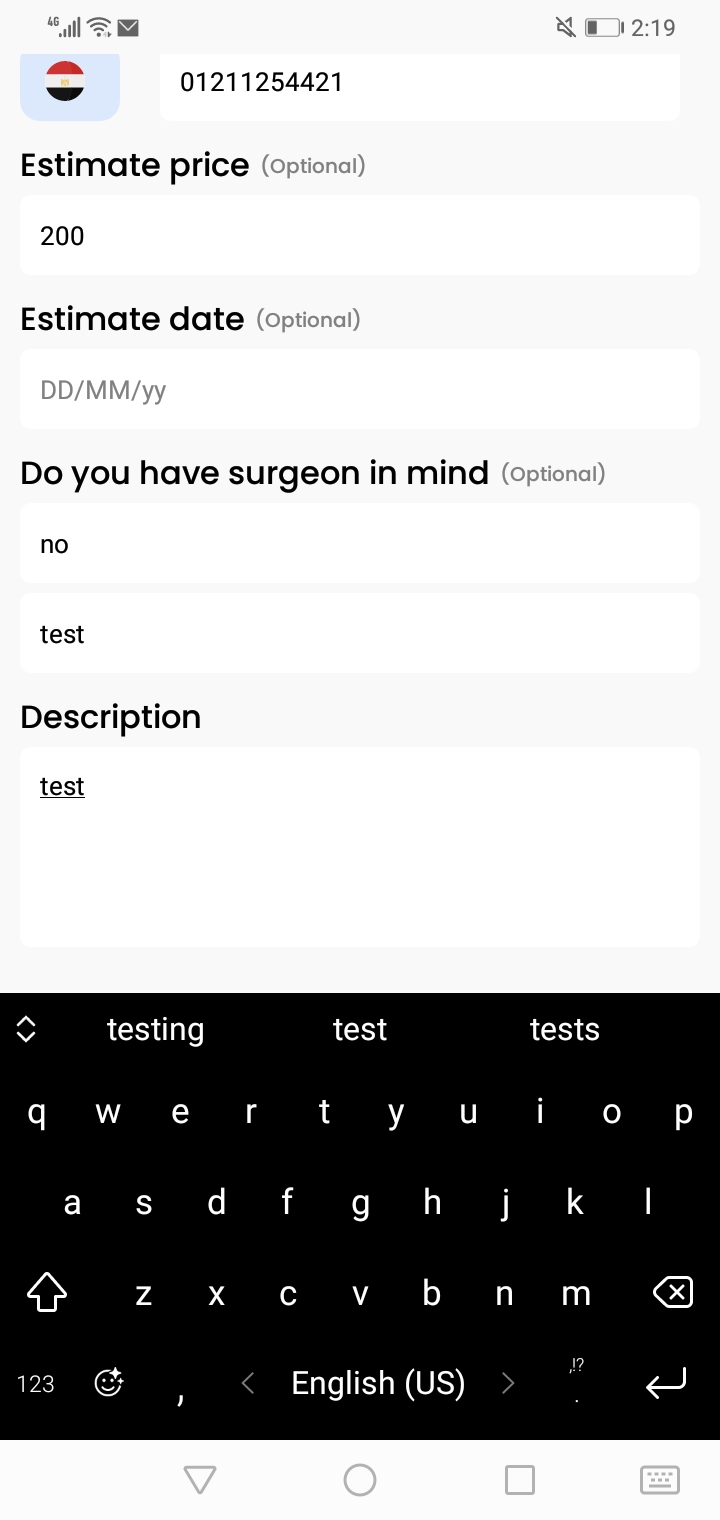 4G 2:19
01211254421
Estimate price (Optional)
200
Estimate date (Optional)
DD/MM/yy
Do you have surgeon in mind (Optional)
no
test
Description
test
testing test tests
q w e r t y u i o p
a s d f g h j k l
z x c v b n m
123 , English (US) ,!? .